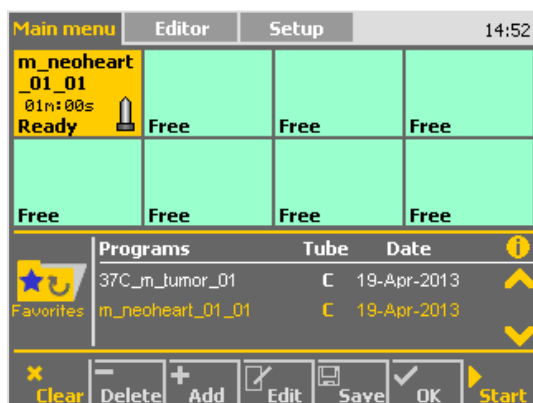 Main menu Editor Setup 14:52
m_neoheart
_01_01
01m:00s
Ready Free Free Free
Free Free Free Free
Programs Tube Date
37C_m_tumor_01 C 19-Apr-2013
Favorites m_neoheart_01_01 C 19-Apr-2013
Clear Delete Add Edit Save OK Start